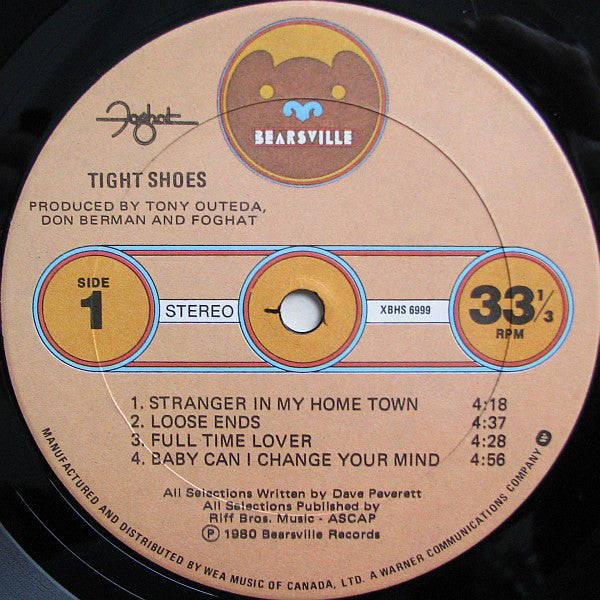 BEARSVILLE
Foghat
TIGHT SHOES
PRODUCED BY TONY OUTEDA,
DON BERMAN AND FOGHAT
SIDE
1
STEREO
XBHS 6999
33 1/3
RPM
1. STRANGER IN MY HOME TOWN 4:18
2. LOOSE ENDS 4:37
3. FULL TIME LOVER 4:28
4. BABY CAN I CHANGE YOUR MIND 4:56
All Selections Written by Dave Peverett
All Selections Published by
Riff Bros. Music - ASCAP
Ⓟ 1980 Bearsville Records
MANUFACTURED AND DISTRIBUTED BY WEA MUSIC OF CANADA, LTD. A WARNER COMMUNICATIONS COMPANY